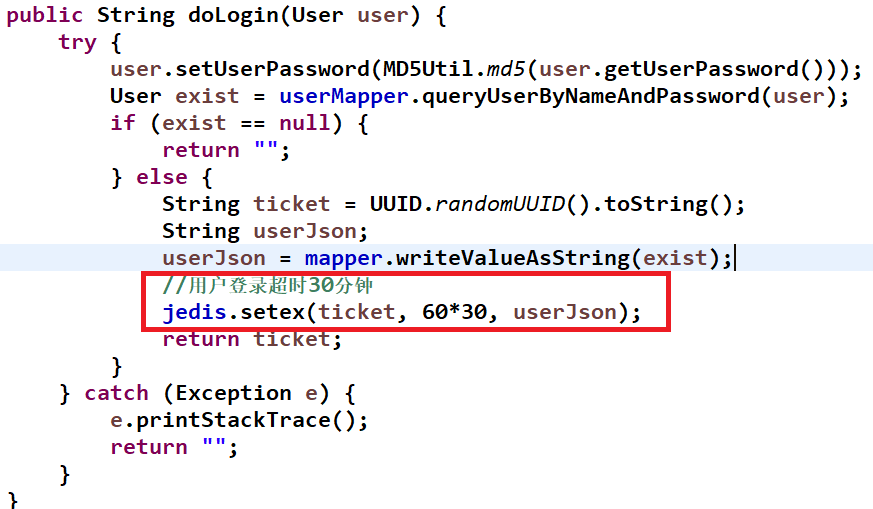 public String doLogin(User user) {
    try {
        user.setUserPassword(MD5Util.md5(user.getUserPassword()));
        User exist = userMapper.queryUserByNameAndPassword(user);
        if (exist == null) {
            return "";
        } else {
            String ticket = UUID.randomUUID().toString();
            String userJson;
            userJson = mapper.writeValueAsString(exist);
            //用户登录超时30分钟
            jedis.setex(ticket, 60*30, userJson);
            return ticket;
        }
    } catch (Exception e) {
        e.printStackTrace();
        return "";
    }
}